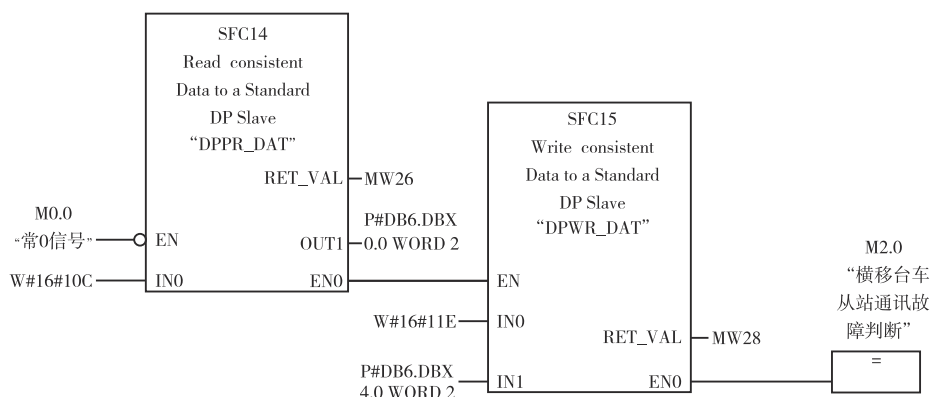 SFC14
Read consistent
Data to a Standard
DP Slave
“DPPR_DAT”
RET_VAL
MW26
M0.0
“常0信号”
EN
OUT1
P#DB6.DBX
0.0 WORD 2
W#16#10C
IN0
EN0
SFC15
Write consistent
Data to a Standard
DP Slave
“DPWR_DAT”
EN
W#16#11E
IN0
RET_VAL
MW28
P#DB6.DBX
4.0 WORD 2
IN1
EN0
M2.0
“横移台车
从站通讯故
障判断”
=